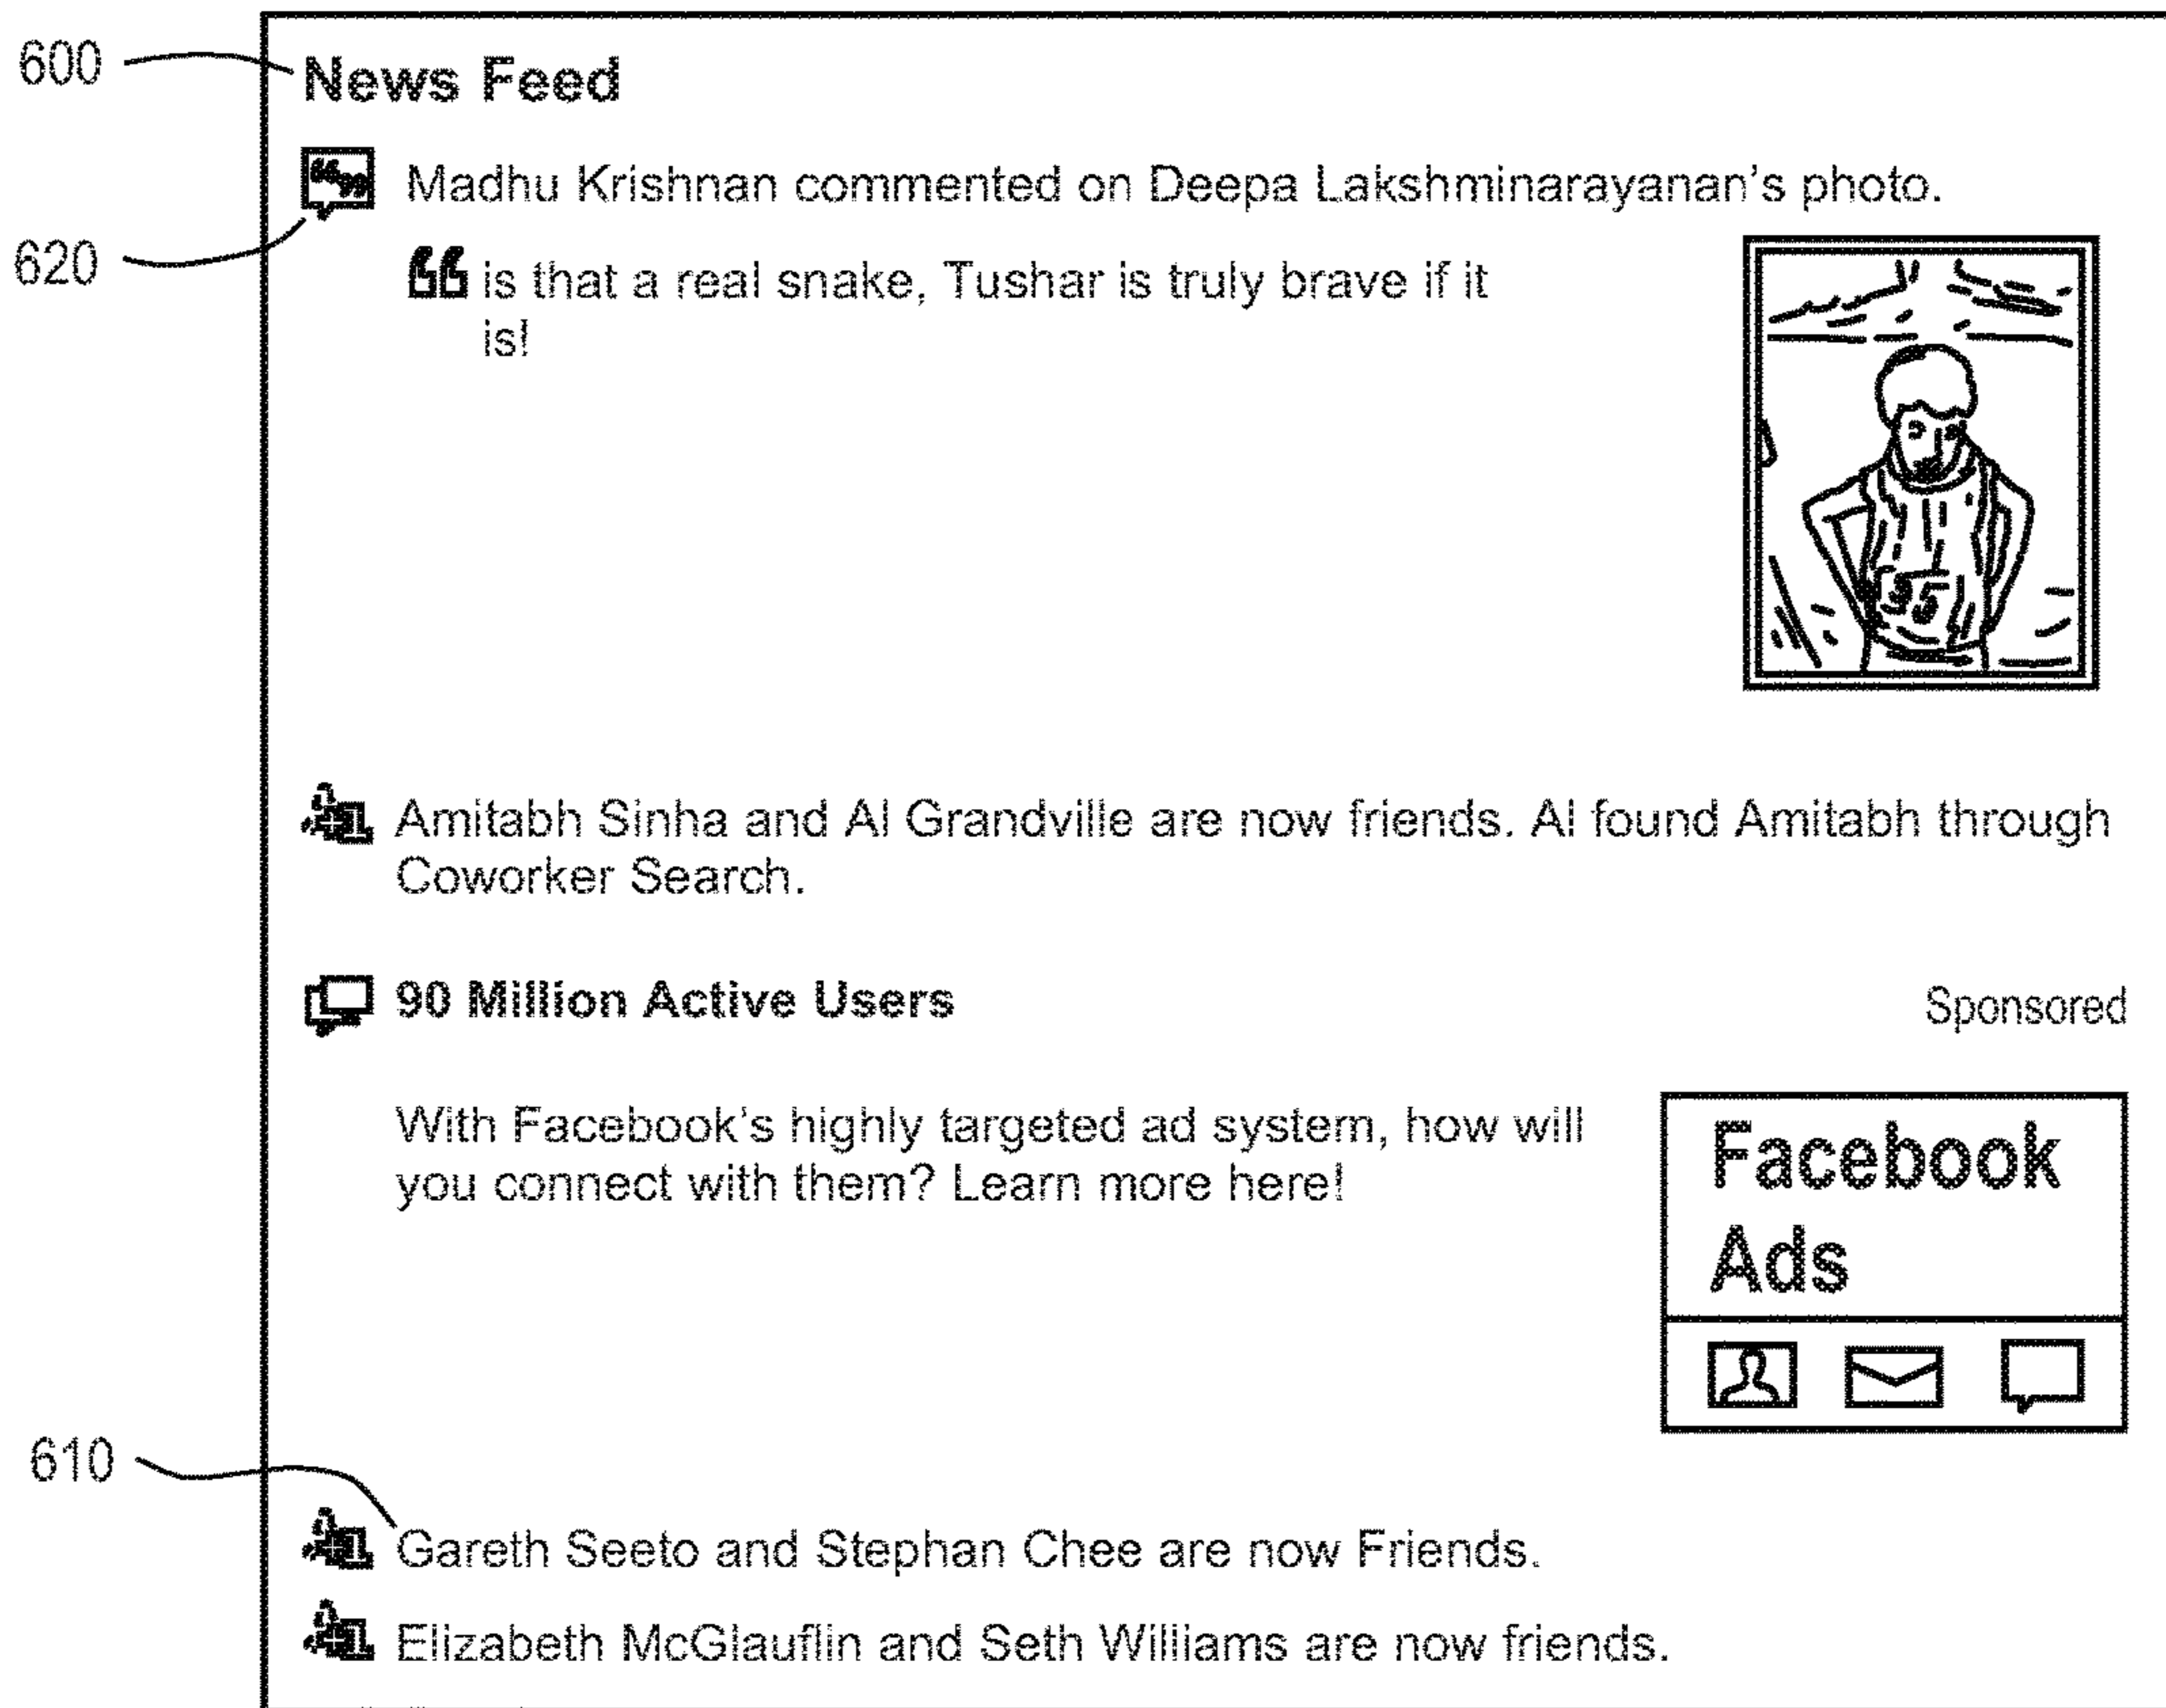 600
News Feed
Madhu Krishnan commented on Deepa Lakshminarayanan's photo.
620
❝ is that a real snake, Tushar is truly brave if it
is!
Amitabh Sinha and Al Grandville are now friends. Al found Amitabh through
Coworker Search.
90 Million Active Users
Sponsored
With Facebook's highly targeted ad system, how will
you connect with them? Learn more here!
Facebook
Ads
610
Gareth Seeto and Stephan Chee are now Friends.
Elizabeth McGlauflin and Seth Williams are now friends.